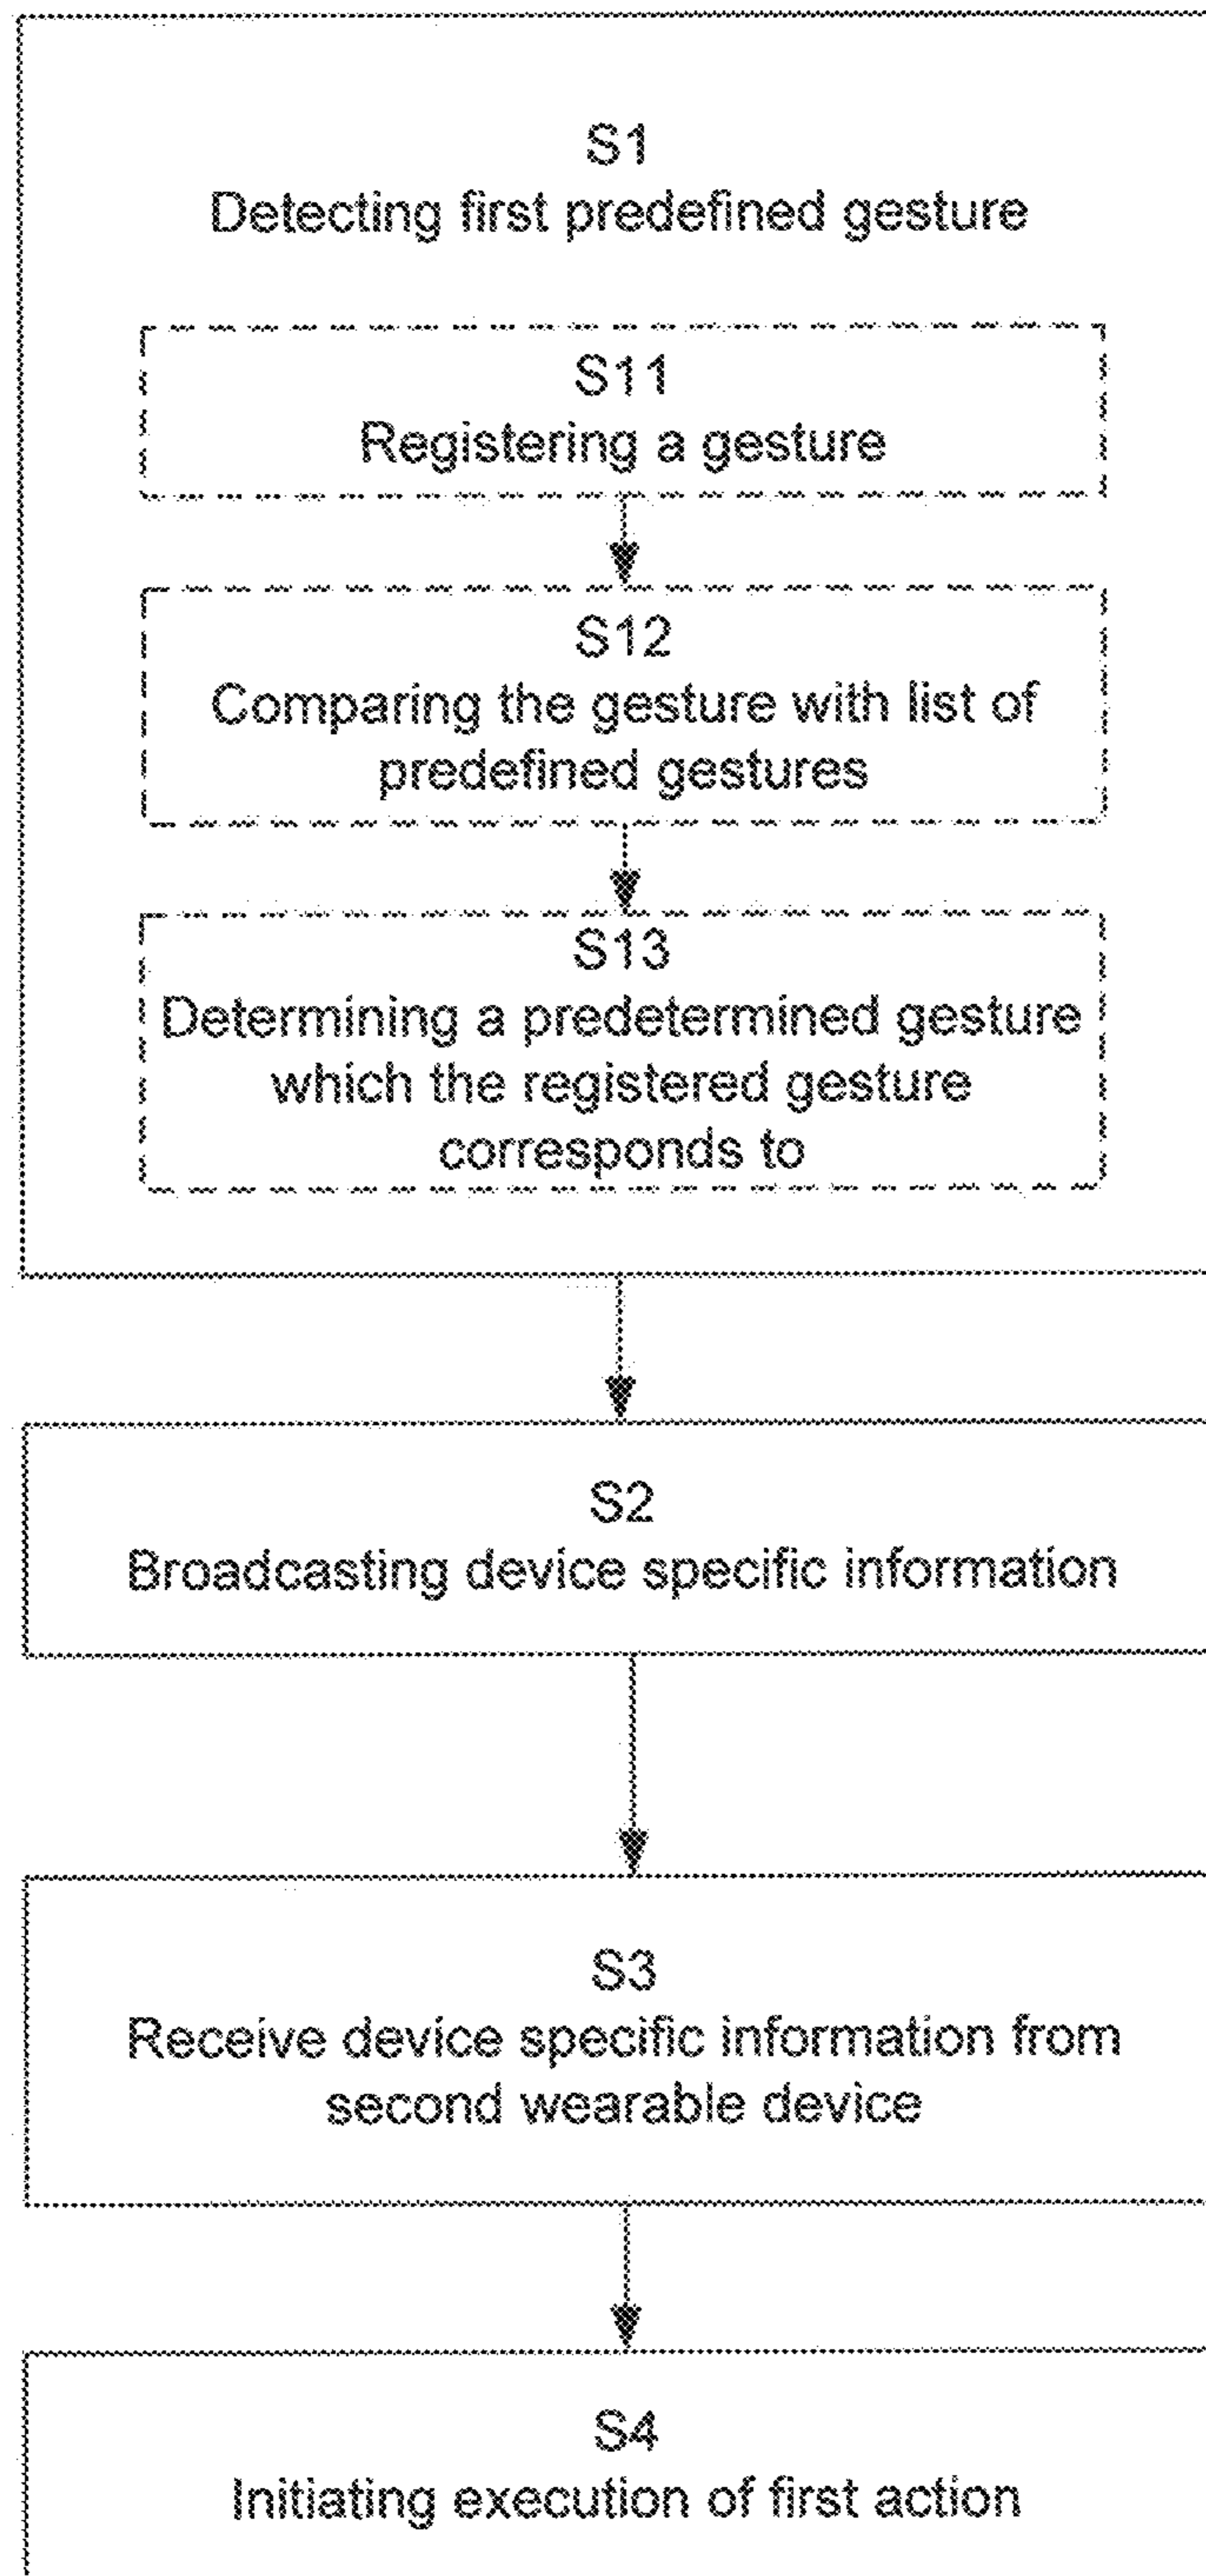 S1
Detecting first predefined gesture
S11
Registering a gesture
S12
Comparing the gesture with list of
predefined gestures
S13
Determining a predetermined gesture
which the registered gesture
corresponds to
S2
Broadcasting device specific information
S3
Receive device specific information from
second wearable device
S4
Initiating execution of first action